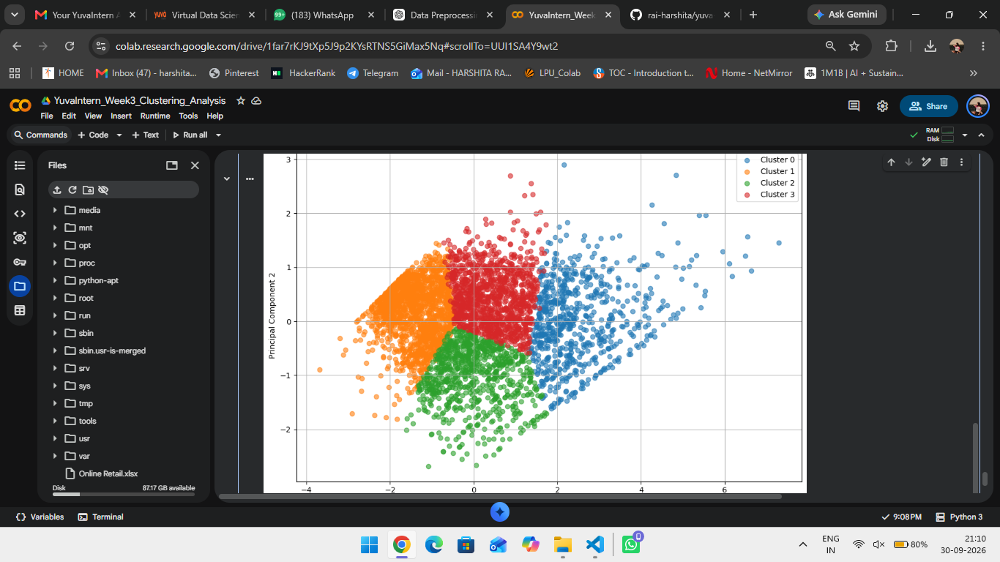 Your YuvaIntern A
Virtual Data Scien
(183) WhatsApp
Data Preprocessi
YuvaIntern_Week
rai-harshita/yuva
Ask Gemini
colab.research.google.com/drive/1far7rKJ9tXp5J9p2KYsRTNS5GiMax5Nq#scrollTo=UUI1SA4Y9wt2
HOME
Inbox (47) - harshita...
Pinterest
HackerRank
Telegram
Mail - HARSHITA RA...
LPU_Colab
TOC - Introduction t...
Home - NetMirror
1M1B | AI + Sustain...
YuvaIntern_Week3_Clustering_Analysis
Share
File Edit View Insert Runtime Tools Help
Commands + Code + Text Run all
RAM
Disk
Files
media
mnt
opt
proc
python-apt
root
run
sbin
sbin.usr-is-merged
srv
sys
tmp
tools
usr
var
Online Retail.xlsx
Disk 87.17 GB available
Cluster 0
Cluster 1
Cluster 2
Cluster 3
Principal Component 2
3
2
1
0
−1
−2
−4 −2 0 2 4 6
Variables Terminal
9:08 PM Python 3
ENG
IN
80%
21:10
30-09-2026